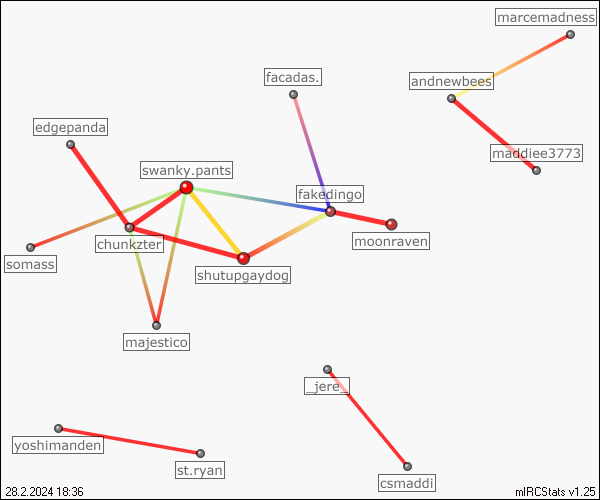 marcemadness
facadas.
andnewbees
edgepanda
maddiee3773
swanky.pants
fakedingo
chunkzter
moonraven
somass
shutupgaydog
majestico
_jere_
yoshimanden
st.ryan
csmaddi
28.2.2024 18:36
mIRCStats v1.25